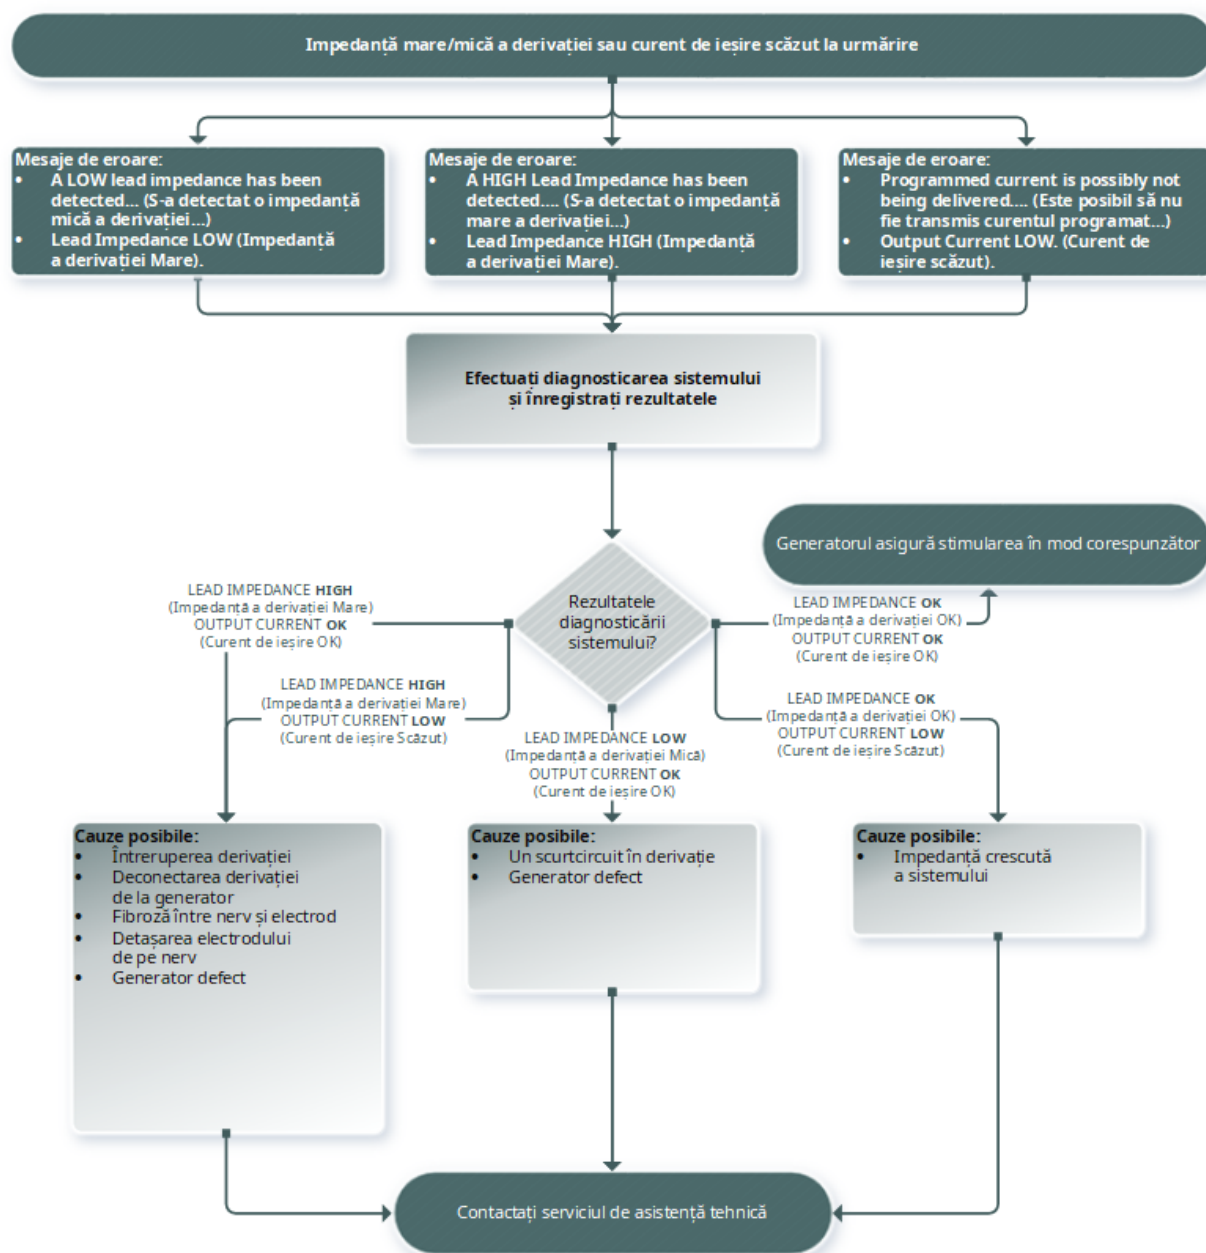 Impedanță mare/mică a derivației sau curent de ieșire scăzut la urmărire
Mesaje de eroare:
• A LOW lead impedance has been
detected... (S-a detectat o impedanță
mică a derivației...)
• Lead Impedance LOW (Impedanță
a derivației Mare).
Mesaje de eroare:
• A HIGH Lead Impedance has been
detected.... (S-a detectat o impedanță
mare a derivației...)
• Lead Impedance HIGH (Impedanță
a derivației Mare).
Mesaje de eroare:
• Programmed current is possibly not
being delivered.... (Este posibil să nu
fie transmis curentul programat...)
• Output Current LOW. (Curent de
ieșire scăzut).
Efectuați diagnosticarea sistemului
și înregistrați rezultatele
Generatorul asigură stimularea în mod corespunzător
Rezultatele
diagnosticării
sistemului?
LEAD IMPEDANCE HIGH
(Impedanță a derivației Mare)
OUTPUT CURRENT OK
(Curent de ieșire OK)
LEAD IMPEDANCE OK
(Impedanță a derivației OK)
OUTPUT CURRENT OK
(Curent de ieșire OK)
LEAD IMPEDANCE HIGH
(Impedanță a derivației Mare)
OUTPUT CURRENT LOW
(Curent de ieșire Scăzut)
LEAD IMPEDANCE LOW
(Impedanță a derivației Mică)
OUTPUT CURRENT OK
(Curent de ieșire OK)
LEAD IMPEDANCE OK
(Impedanță a derivației OK)
OUTPUT CURRENT LOW
(Curent de ieșire Scăzut)
Cauze posibile:
• Întreruperea derivației
• Deconectarea derivației
de la generator
• Fibroză între nerv și electrod
• Detașarea electrodului
de pe nerv
• Generator defect
Cauze posibile:
• Un scurtcircuit în derivație
• Generator defect
Cauze posibile:
• Impedanță crescută
a sistemului
Contactați serviciul de asistență tehnică